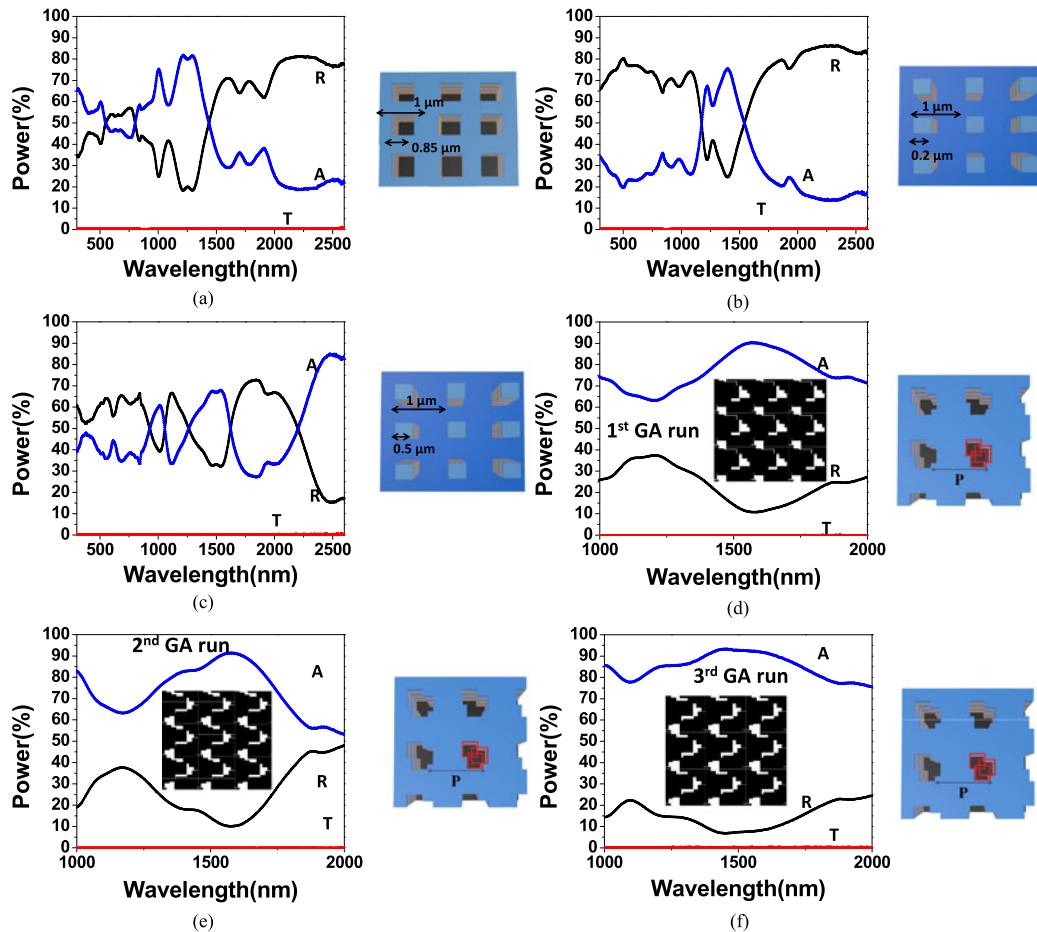 100
90
80
70
60
50
40
30
20
10
0
Power(%)
R
A
T
500 1000 1500 2000 2500
Wavelength(nm)
1 μm
0.85 μm
(a)
100
90
80
70
60
50
40
30
20
10
0
Power(%)
R
A
T
500 1000 1500 2000 2500
Wavelength(nm)
1 μm
0.2 μm
(b)
100
90
80
70
60
50
40
30
20
10
0
Power(%)
A
R
T
500 1000 1500 2000 2500
Wavelength(nm)
1 μm
0.5 μm
(c)
100
90
80
70
60
50
40
30
20
10
0
Power(%)
A
1st GA run
R
T
1000 1500 2000
Wavelength(nm)
P
(d)
100
90
80
70
60
50
40
30
20
10
0
Power(%)
2nd GA run
A
R
T
1000 1500 2000
Wavelength(nm)
P
(e)
100
90
80
70
60
50
40
30
20
10
0
Power(%)
A
3rd GA run
R
T
1000 1500 2000
Wavelength(nm)
P
(f)